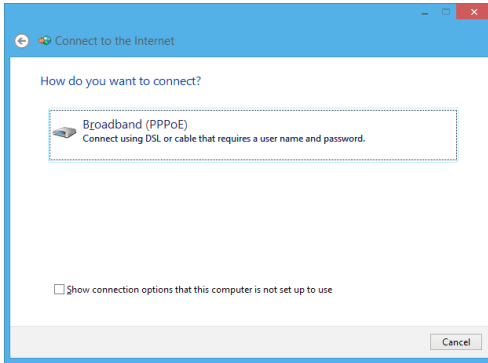 Connect to the Internet
How do you want to connect?
Broadband (PPPoE)
Connect using DSL or cable that requires a user name and password.
Show connection options that this computer is not set up to use
Cancel